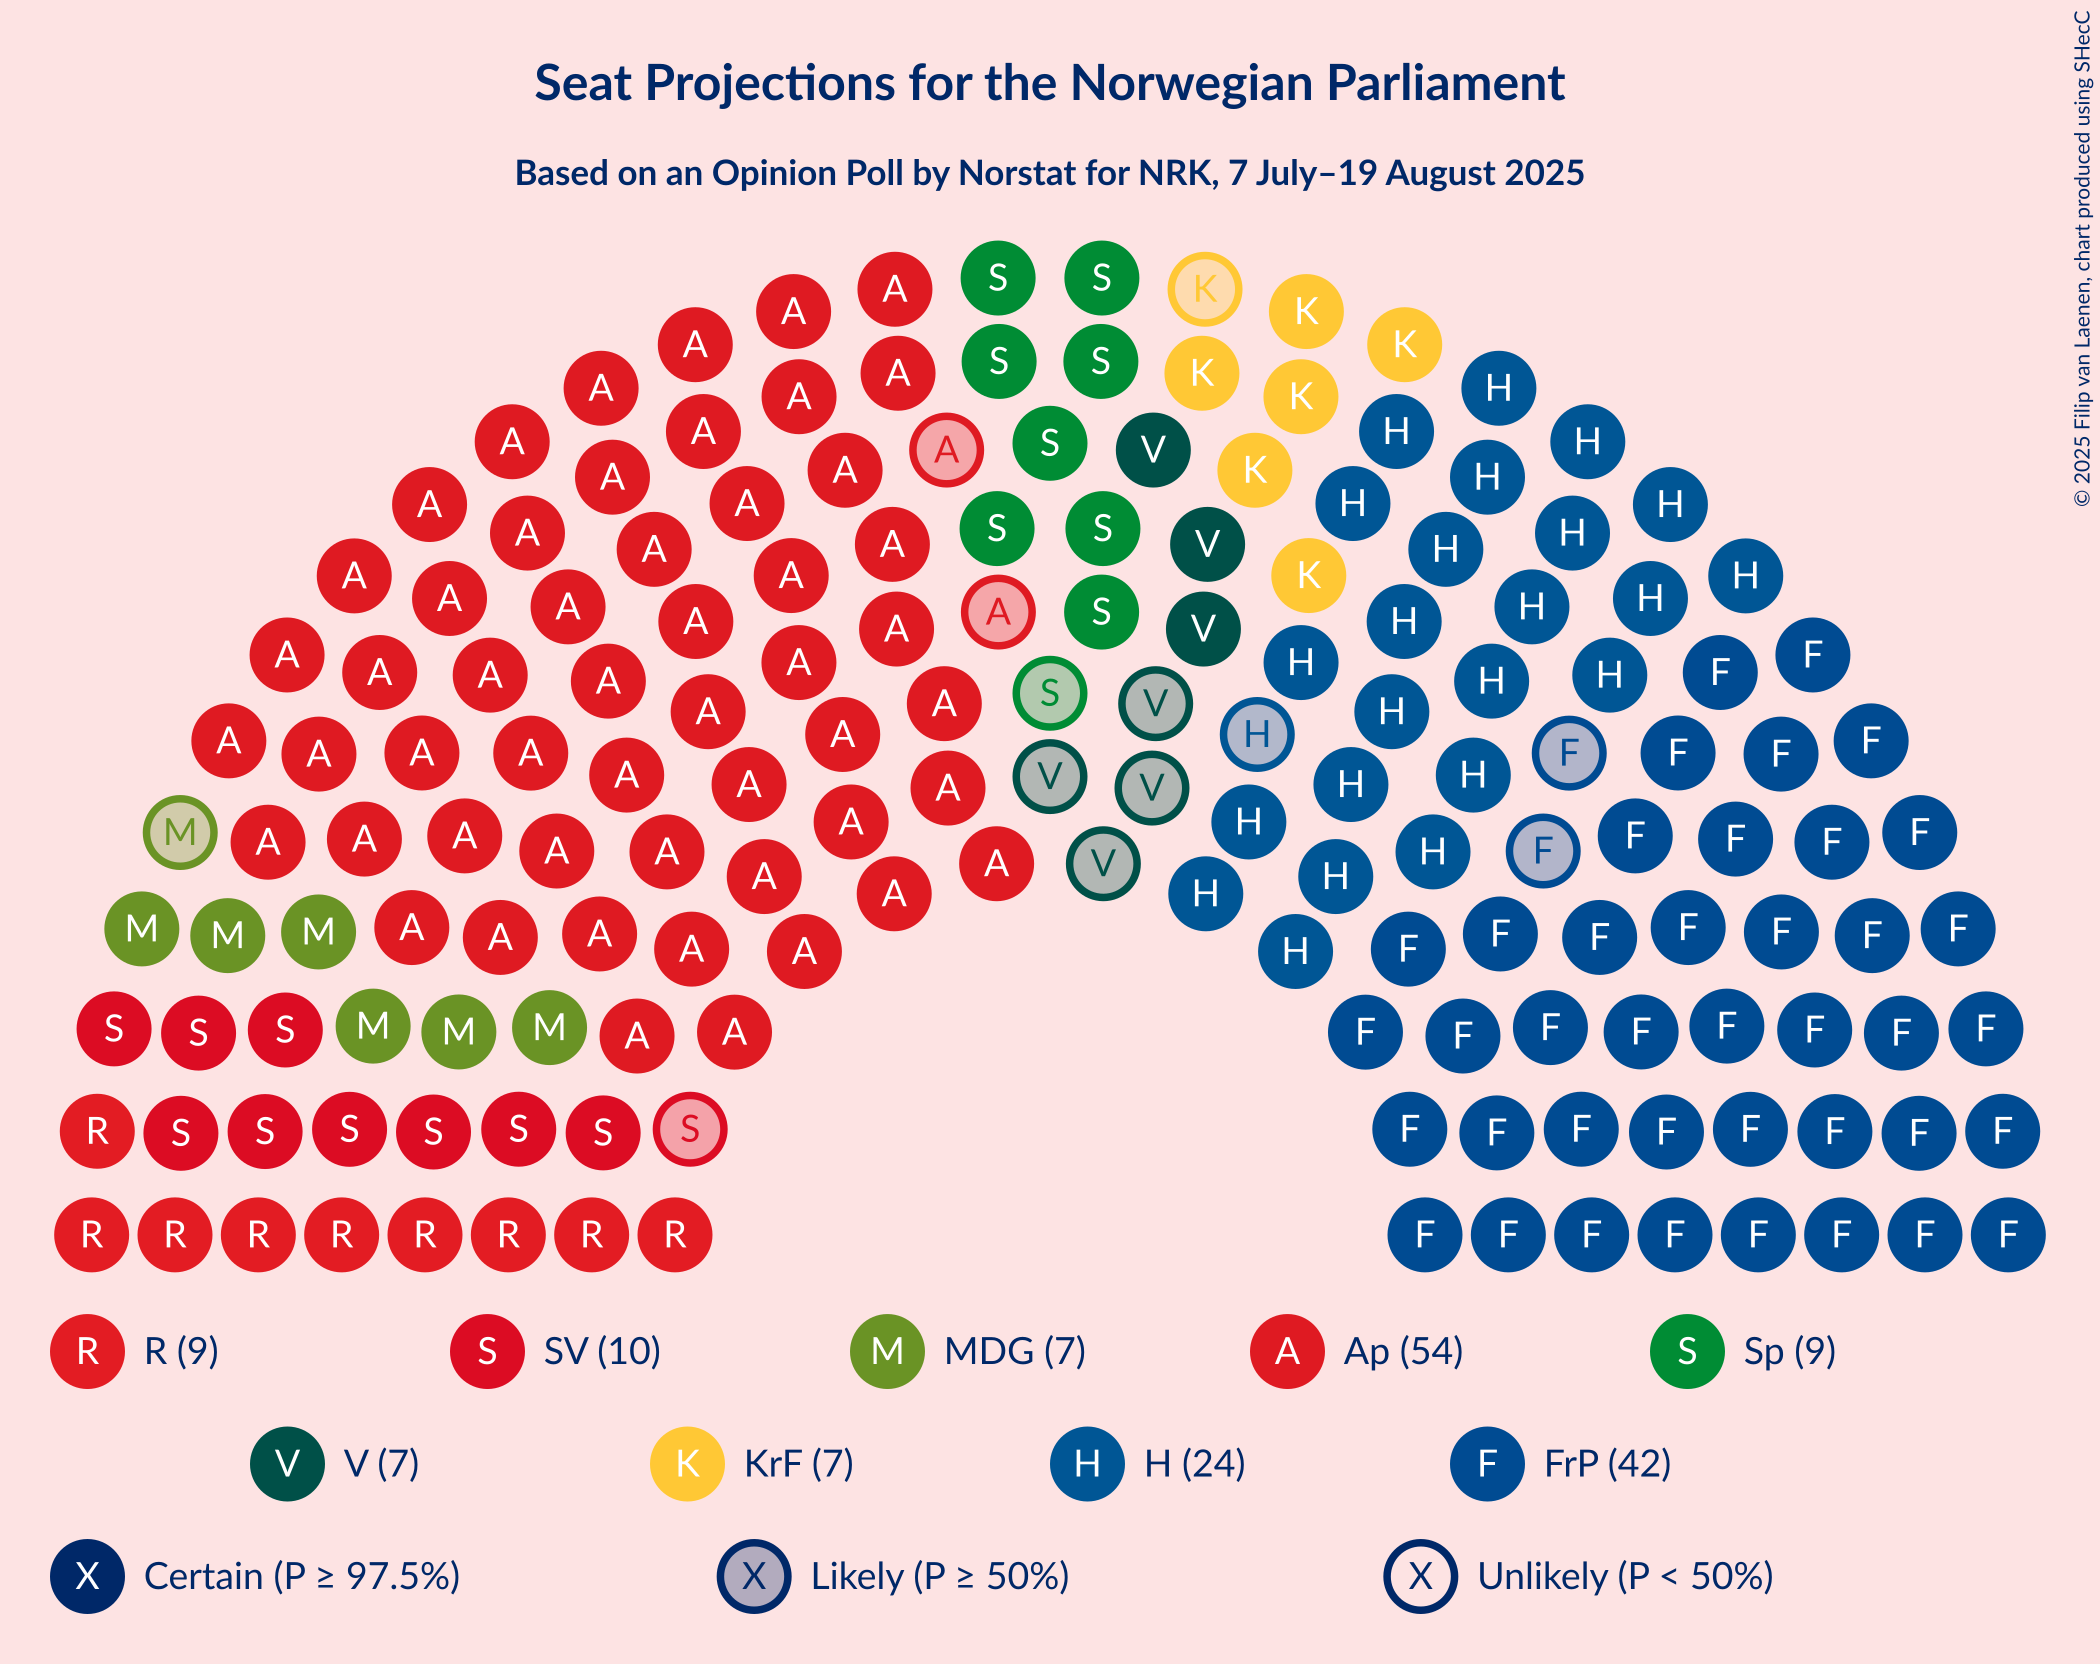 Seat Projections for the Norwegian Parliament
Based on an Opinion Poll by Norstat for NRK, 7 July–19 August 2025
© 2025 Filip van Laenen, chart produced using SHecC
A S S K
A K
A K
A S S K
A A K H
A A A S V H H
A A K H
A A H H
A A A S S V H H
A A K H
A A A A A S V H H H
A A A A A H H H F F
A A S V H
A A A A A H F F F F
A A A V V H H
M A A A A A A H H F F F F F
A A A V H H
M M M A A A A A H F F F F F F F
S S S M M M A A F F F F F F F F
R S S S S S S S F F F F F F F F
R R R R R R R R F F F F F F F F
R R (9) S SV (10) M MDG (7) A Ap (54) S Sp (9)
V V (7) K KrF (7) H H (24) F FrP (42)
X Certain (P ≥ 97.5%) X Likely (P ≥ 50%) X Unlikely (P < 50%)